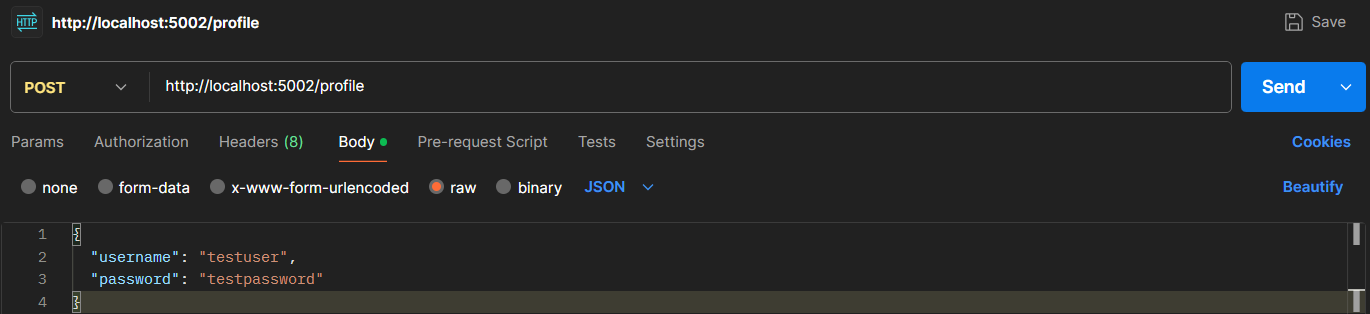 HTTP http://localhost:5002/profile Save
POST http://localhost:5002/profile Send
Params Authorization Headers (8) Body Pre-request Script Tests Settings Cookies
none form-data x-www-form-urlencoded raw binary JSON Beautify
1 {
2 "username": "testuser",
3 "password": "testpassword"
4 }